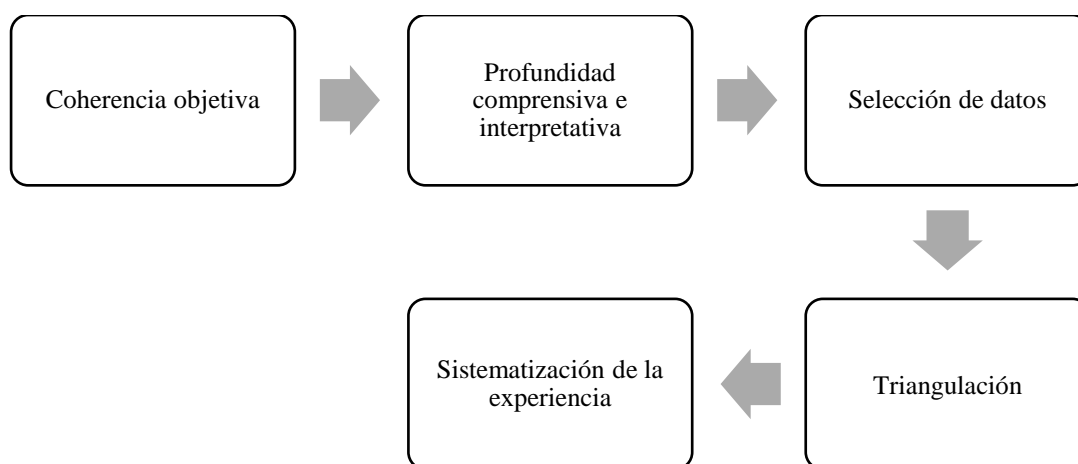 Coherencia objetiva
Profundidad
comprensiva e
interpretativa
Selección de datos
Triangulación
Sistematización de la
experiencia